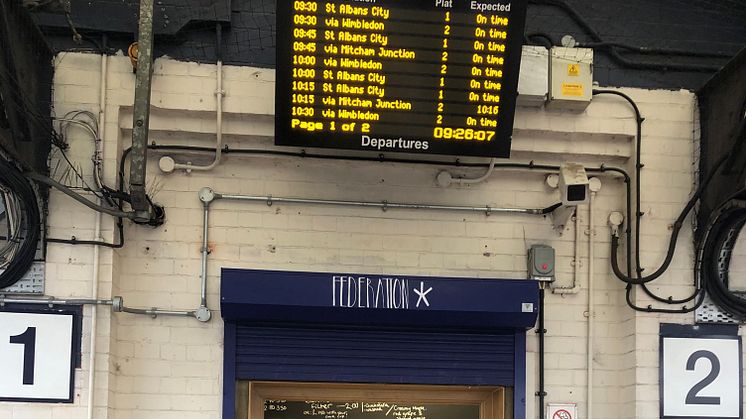 Plat Expected
09:30 St Albans City 1 On time
09:30 via Wimbledon 2 On time
09:45 St Albans City 1 On time
09:45 via Mitcham Junction 2 On time
10:00 via Wimbledon 2 On time
10:00 St Albans City 1 On time
10:15 St Albans City 1 On time
10:15 via Mitcham Junction 2 10:16
10:16 via Wimbledon 2 On time
Page 1 of 2 09:26:07
Departures
FEDERATION
1
2
Filter 2.00